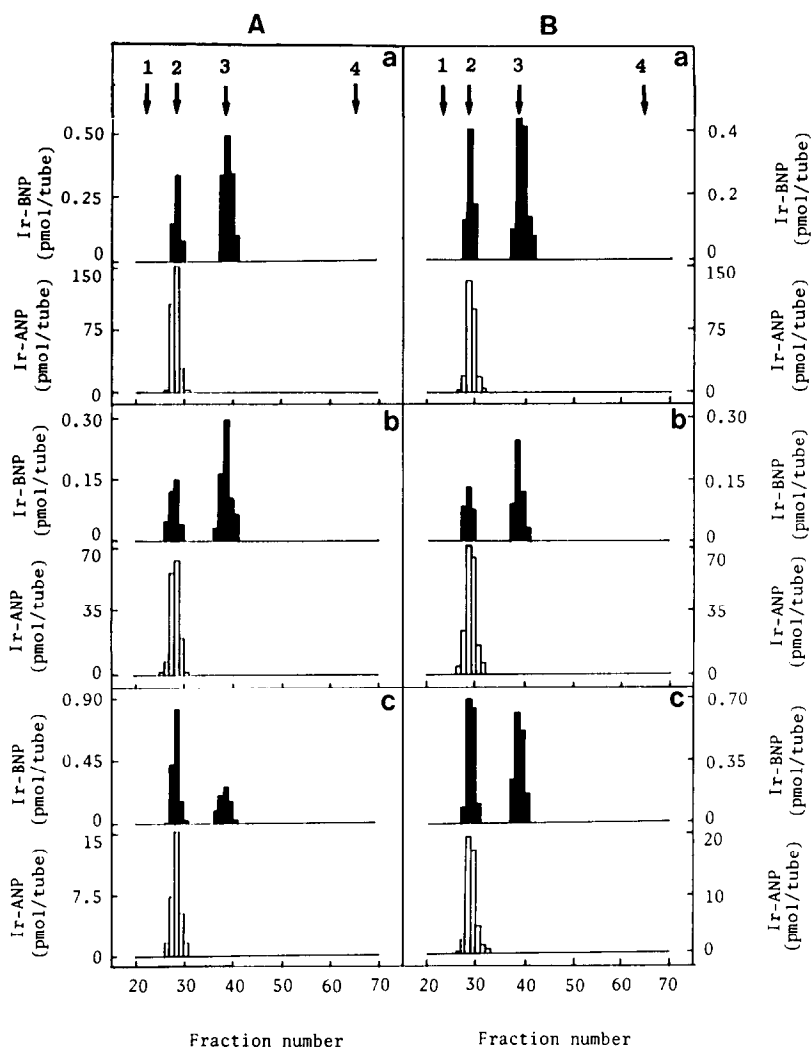 A B
a a
1 2 3 4 1 2 3 4
0.50 0.4
0.25 0.2
0 0
Ir-BNP (pmol/tube) Ir-BNP (pmol/tube)
150 150
75 75
0 0
Ir-ANP (pmol/tube) Ir-ANP (pmol/tube)
b b
0.30 0.30
0.15 0.15
0 0
Ir-BNP (pmol/tube) Ir-BNP (pmol/tube)
70 70
35 35
0 0
Ir-ANP (pmol/tube) Ir-ANP (pmol/tube)
c c
0.90 0.70
0.45 0.35
0 0
Ir-BNP (pmol/tube) Ir-BNP (pmol/tube)
15 20
7.5 10
0 0
Ir-ANP (pmol/tube) Ir-ANP (pmol/tube)
20 30 40 50 60 70 20 30 40 50 60 70
Fraction number Fraction number